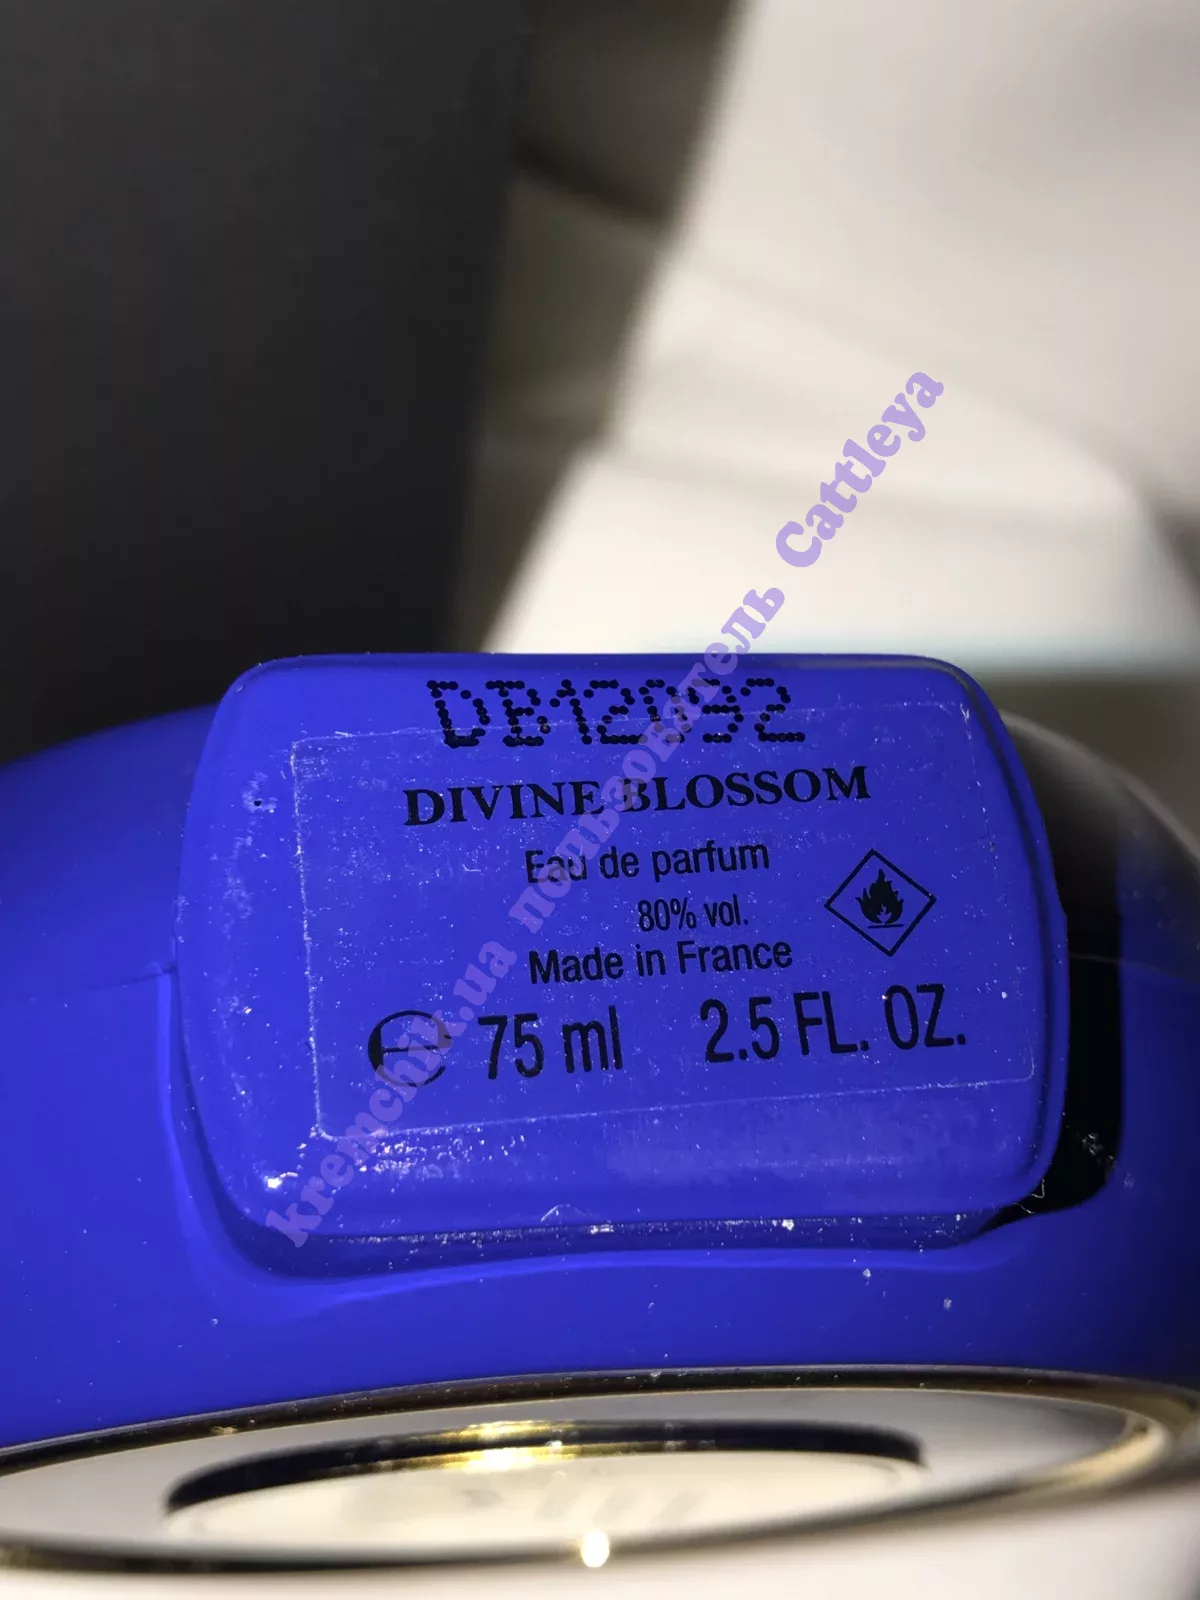 DB12092
DIVINE BLOSSOM
Eau de parfum
80% vol.
Made in France
℮ 75 ml 2.5 FL. OZ.
kremchik.ua пользователь Cattleya